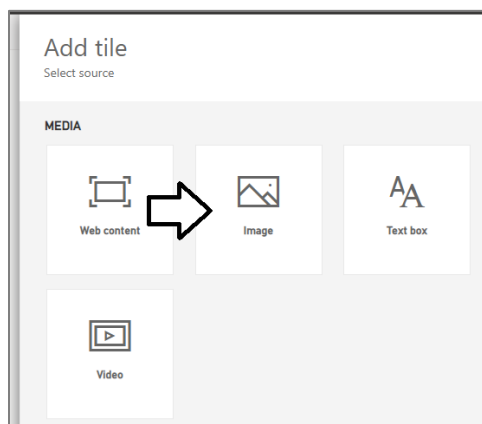 Add tile
Select source
MEDIA
Web content
Image
Text box
Video